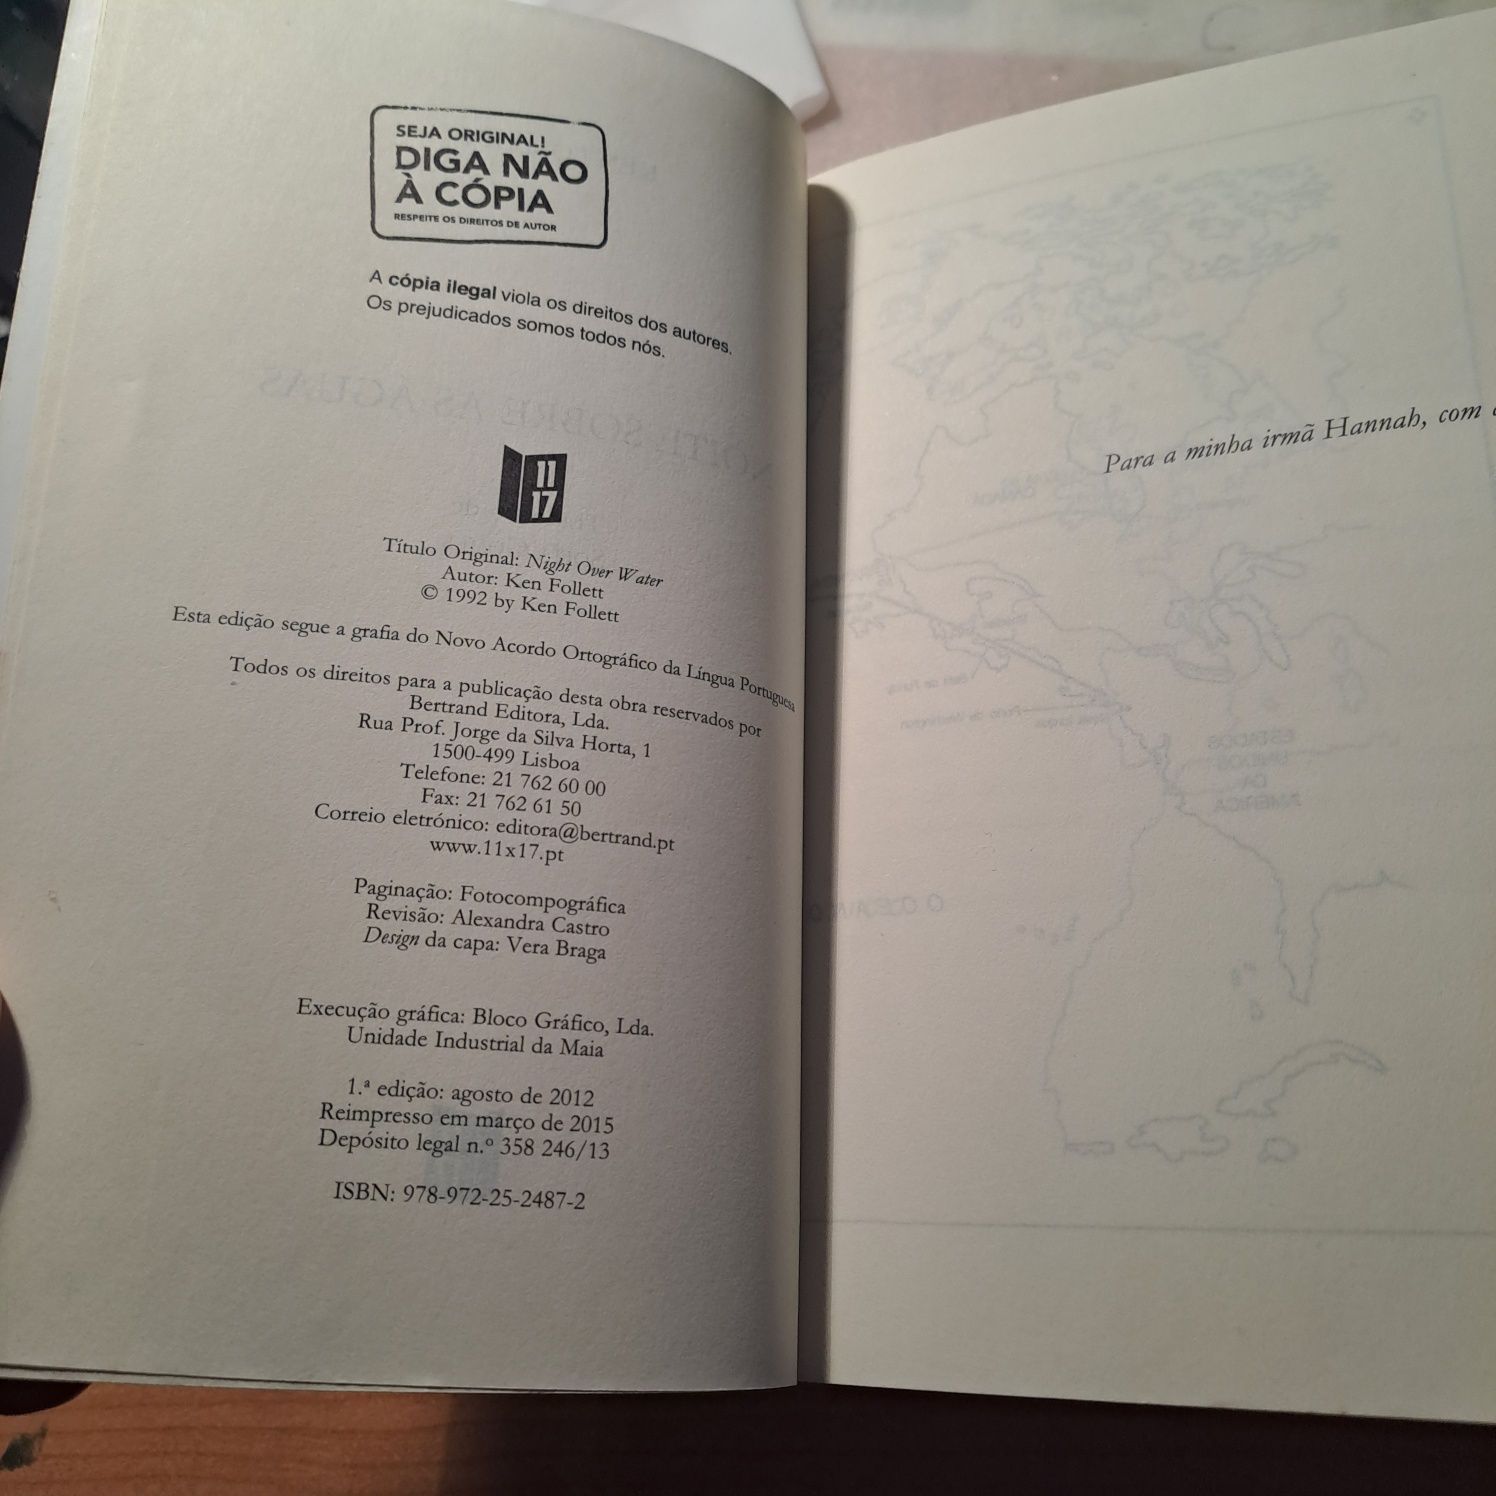 SEJA ORIGINAL!
DIGA NÃO
À CÓPIA
RESPEITE OS DIREITOS DE AUTOR
A cópia ilegal viola os direitos dos autores.
Os prejudicados somos todos nós.
11
17
Título Original: Night Over Water
Autor: Ken Follett
© 1992 by Ken Follett
Esta edição segue a grafia do Novo Acordo Ortográfico da Língua Portuguesa
Todos os direitos para a publicação desta obra reservados por
Bertrand Editora, Lda.
Rua Prof. Jorge da Silva Horta, 1
1500-499 Lisboa
Telefone: 21 762 60 00
Fax: 21 762 61 50
Correio eletrónico: editora@bertrand.pt
www.11x17.pt
Paginação: Fotocompográfica
Revisão: Alexandra Castro
Design da capa: Vera Braga
Execução gráfica: Bloco Gráfico, Lda.
Unidade Industrial da Maia
1.ª edição: agosto de 2012
Reimpresso em março de 2015
Depósito legal n.º 358 246/13
ISBN: 978-972-25-2487-2
Para a minha irmã Hannah, com